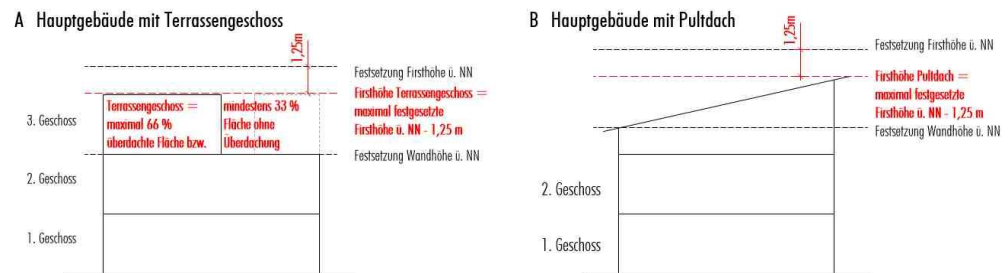 A Hauptgebäude mit Terrassengeschoss
1,25m
Festsetzung Firsthöhe ü. NN
Firsthöhe Terrassengeschoss =
maximal festgesetzte
Firsthöhe ü. NN - 1,25 m
Festsetzung Wandhöhe ü. NN
Terrassengeschoss =
maximal 66 %
überdachte Fläche bzw.
mindestens 33 %
Fläche ohne
Überdachung
3. Geschoss
2. Geschoss
1. Geschoss
B Hauptgebäude mit Pultdach
1,25m
Festsetzung Firsthöhe ü. NN
Firsthöhe Pultdach =
maximal festgesetzte
Firsthöhe ü. NN - 1,25 m
Festsetzung Wandhöhe ü. NN
2. Geschoss
1. Geschoss